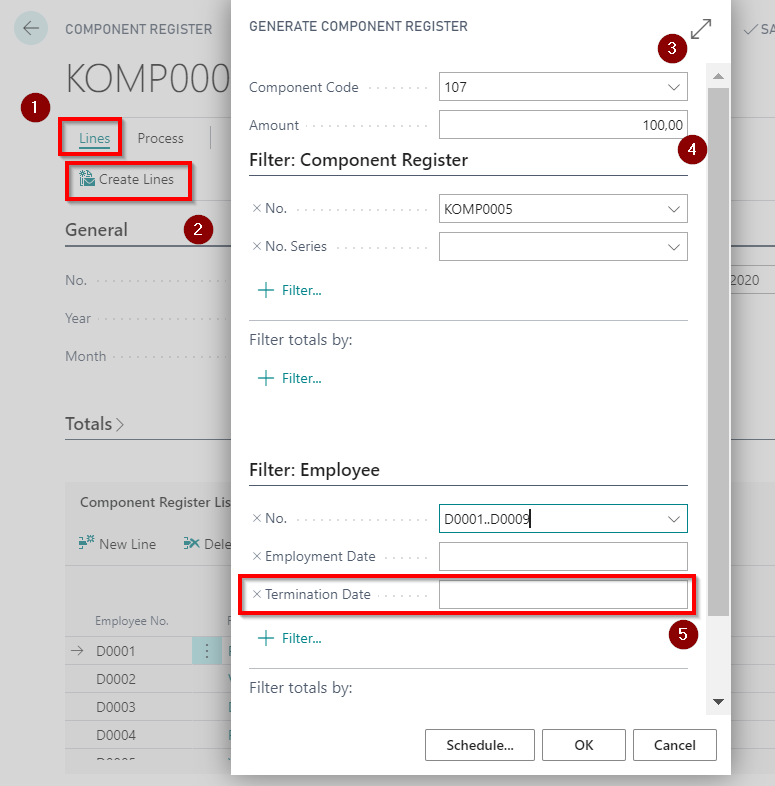 COMPONENT REGISTER
KOMP000
1
Lines
Process
Create Lines
2
General
No.
2020
Year
Month
Totals
Component Register Lis
New Line
Dele
Employee No.
D0001
D0002
D0003
D0004
GENERATE COMPONENT REGISTER
3
Component Code
107
Amount
100,00
4
Filter: Component Register
No.
KOMP0005
No. Series
Filter...
Filter totals by:
Filter...
Filter: Employee
No.
D0001..D0009
Employment Date
Termination Date
5
Filter...
Filter totals by:
Schedule...
OK
Cancel
SA